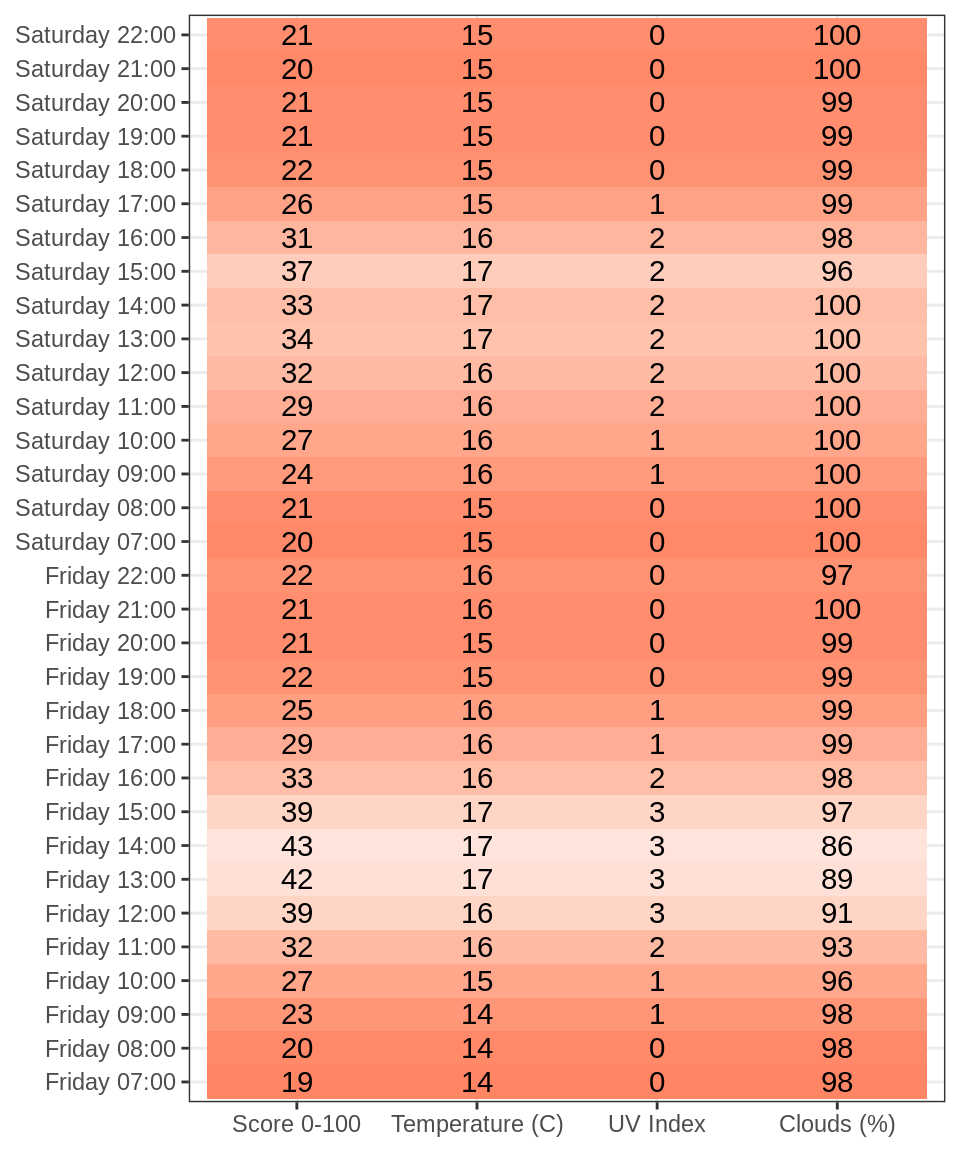 Saturday 22:00 21 15 0 100
Saturday 21:00 20 15 0 100
Saturday 20:00 21 15 0 99
Saturday 19:00 21 15 0 99
Saturday 18:00 22 15 0 99
Saturday 17:00 26 15 1 99
Saturday 16:00 31 16 2 98
Saturday 15:00 37 17 2 96
Saturday 14:00 33 17 2 100
Saturday 13:00 34 17 2 100
Saturday 12:00 32 16 2 100
Saturday 11:00 29 16 2 100
Saturday 10:00 27 16 1 100
Saturday 09:00 24 16 1 100
Saturday 08:00 21 15 0 100
Saturday 07:00 20 15 0 100
Friday 22:00 22 16 0 97
Friday 21:00 21 16 0 100
Friday 20:00 21 15 0 99
Friday 19:00 22 15 0 99
Friday 18:00 25 16 1 99
Friday 17:00 29 16 1 99
Friday 16:00 33 16 2 98
Friday 15:00 39 17 3 97
Friday 14:00 43 17 3 86
Friday 13:00 42 17 3 89
Friday 12:00 39 16 3 91
Friday 11:00 32 16 2 93
Friday 10:00 27 15 1 96
Friday 09:00 23 14 1 98
Friday 08:00 20 14 0 98
Friday 07:00 19 14 0 98
Score 0-100 Temperature (C) UV Index Clouds (%)